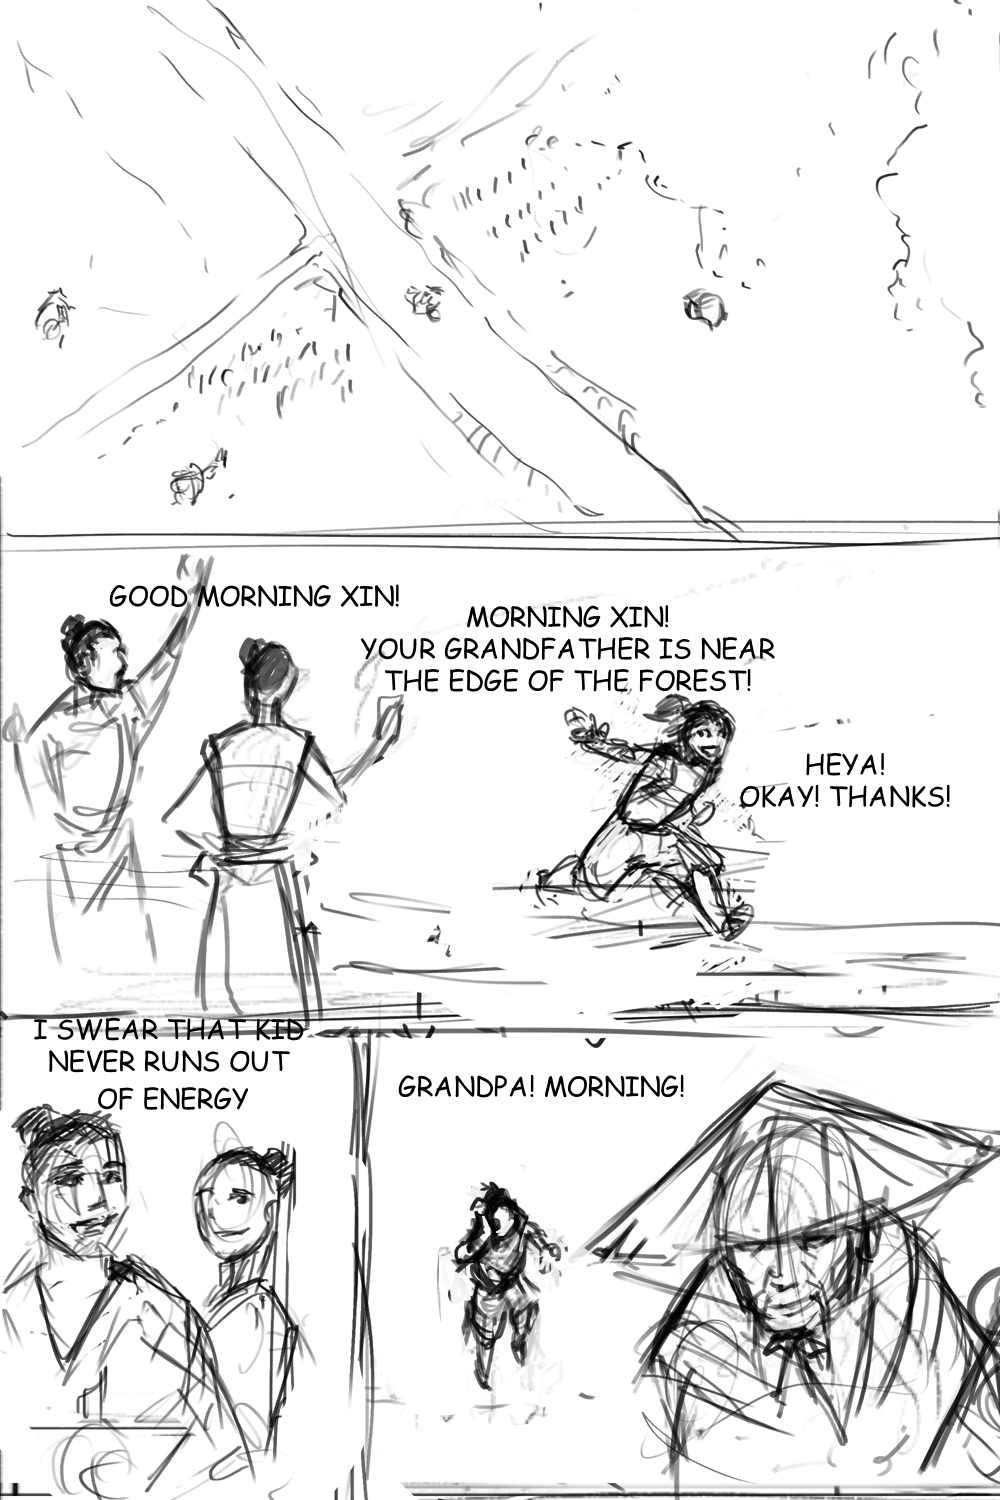 GOOD MORNING XIN!
MORNING XIN!
YOUR GRANDFATHER IS NEAR
THE EDGE OF THE FOREST!
HEYA!
OKAY! THANKS!
I SWEAR THAT KID
NEVER RUNS OUT
OF ENERGY
GRANDPA! MORNING!